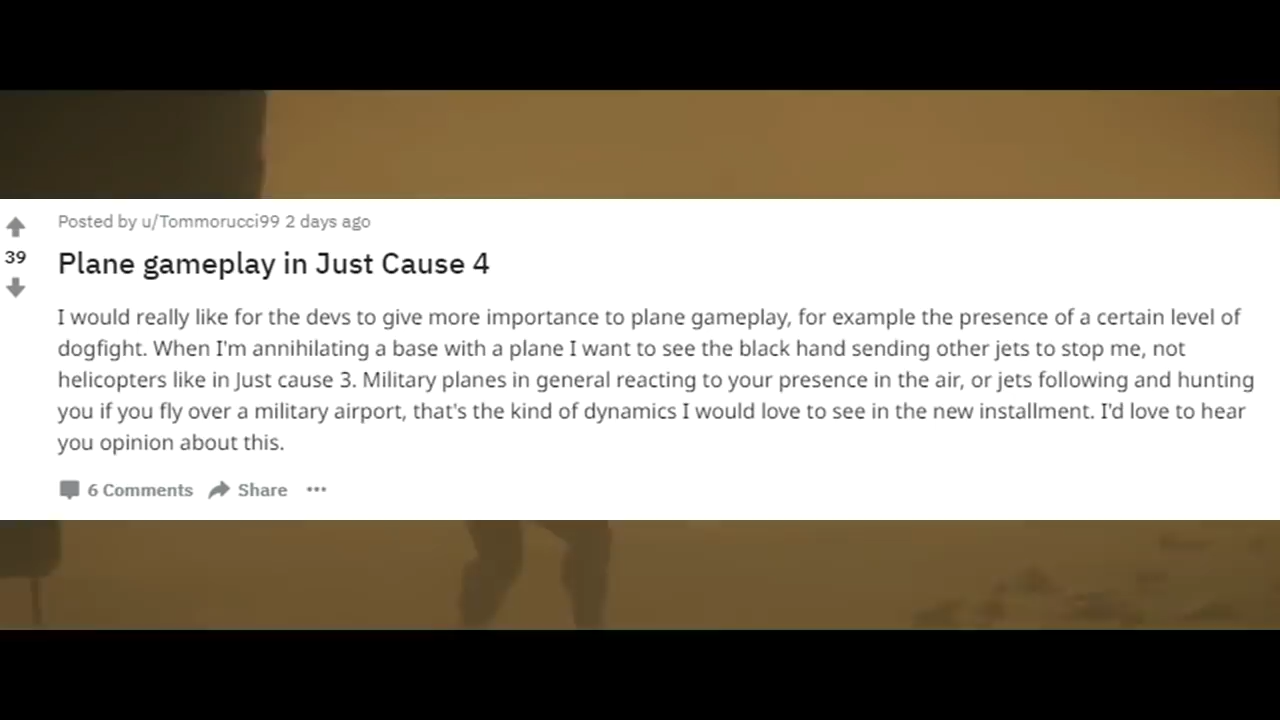 Posted by u/Tommorucci99 2 days ago
39
Plane gameplay in Just Cause 4
I would really like for the devs to give more importance to plane gameplay, for example the presence of a certain level of
dogfight. When I'm annihilating a base with a plane I want to see the black hand sending other jets to stop me, not
helicopters like in Just cause 3. Military planes in general reacting to your presence in the air, or jets following and hunting
you if you fly over a military airport, that's the kind of dynamics I would love to see in the new installment. I'd love to hear
you opinion about this.
6 Comments Share ...